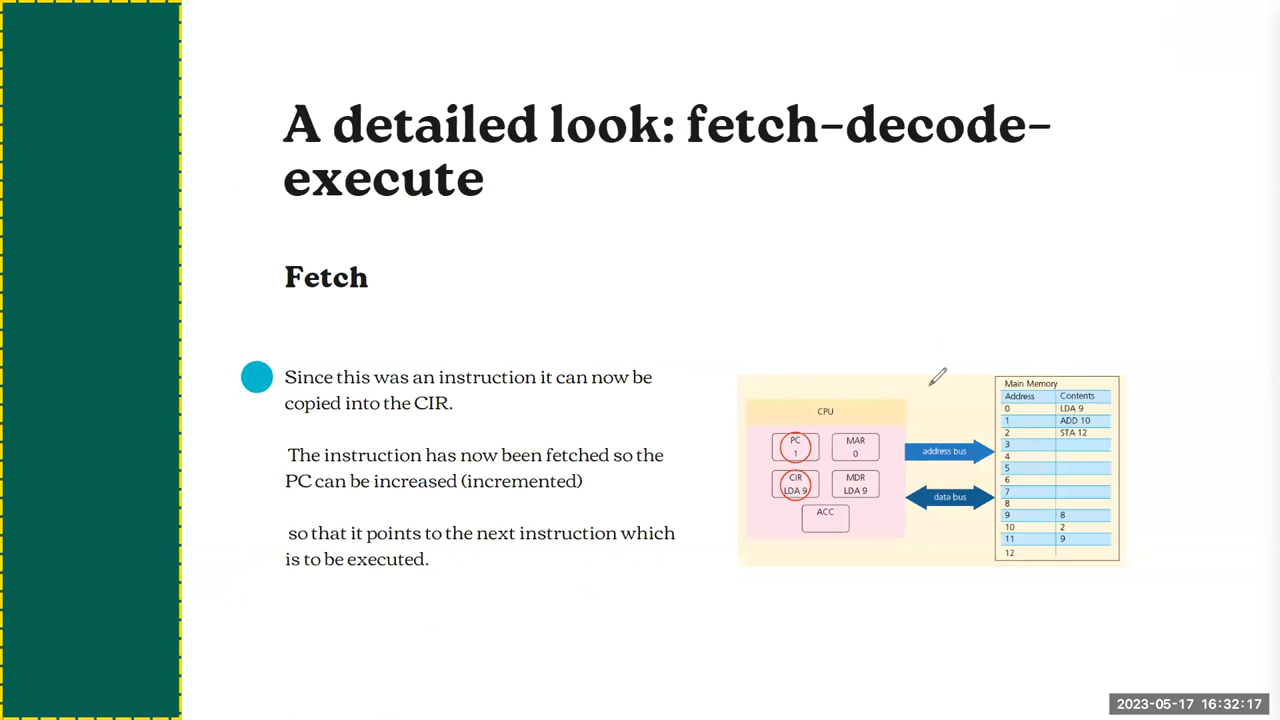 A detailed look: fetch–decode–
execute
Fetch
Since this was an instruction it can now be
copied into the CIR.
The instruction has now been fetched so the
PC can be increased (incremented)
so that it points to the next instruction which
is to be executed.
CPU
PC
1
MAR
0
CIR
LDA 9
MDR
LDA 9
ACC
address bus
data bus
Main Memory
Address Contents
0 LDA 9
1 ADD 10
2 STA 12
3
4
5
6
7
8
9 8
10 2
11 9
12
2023-05-17 16:32:17